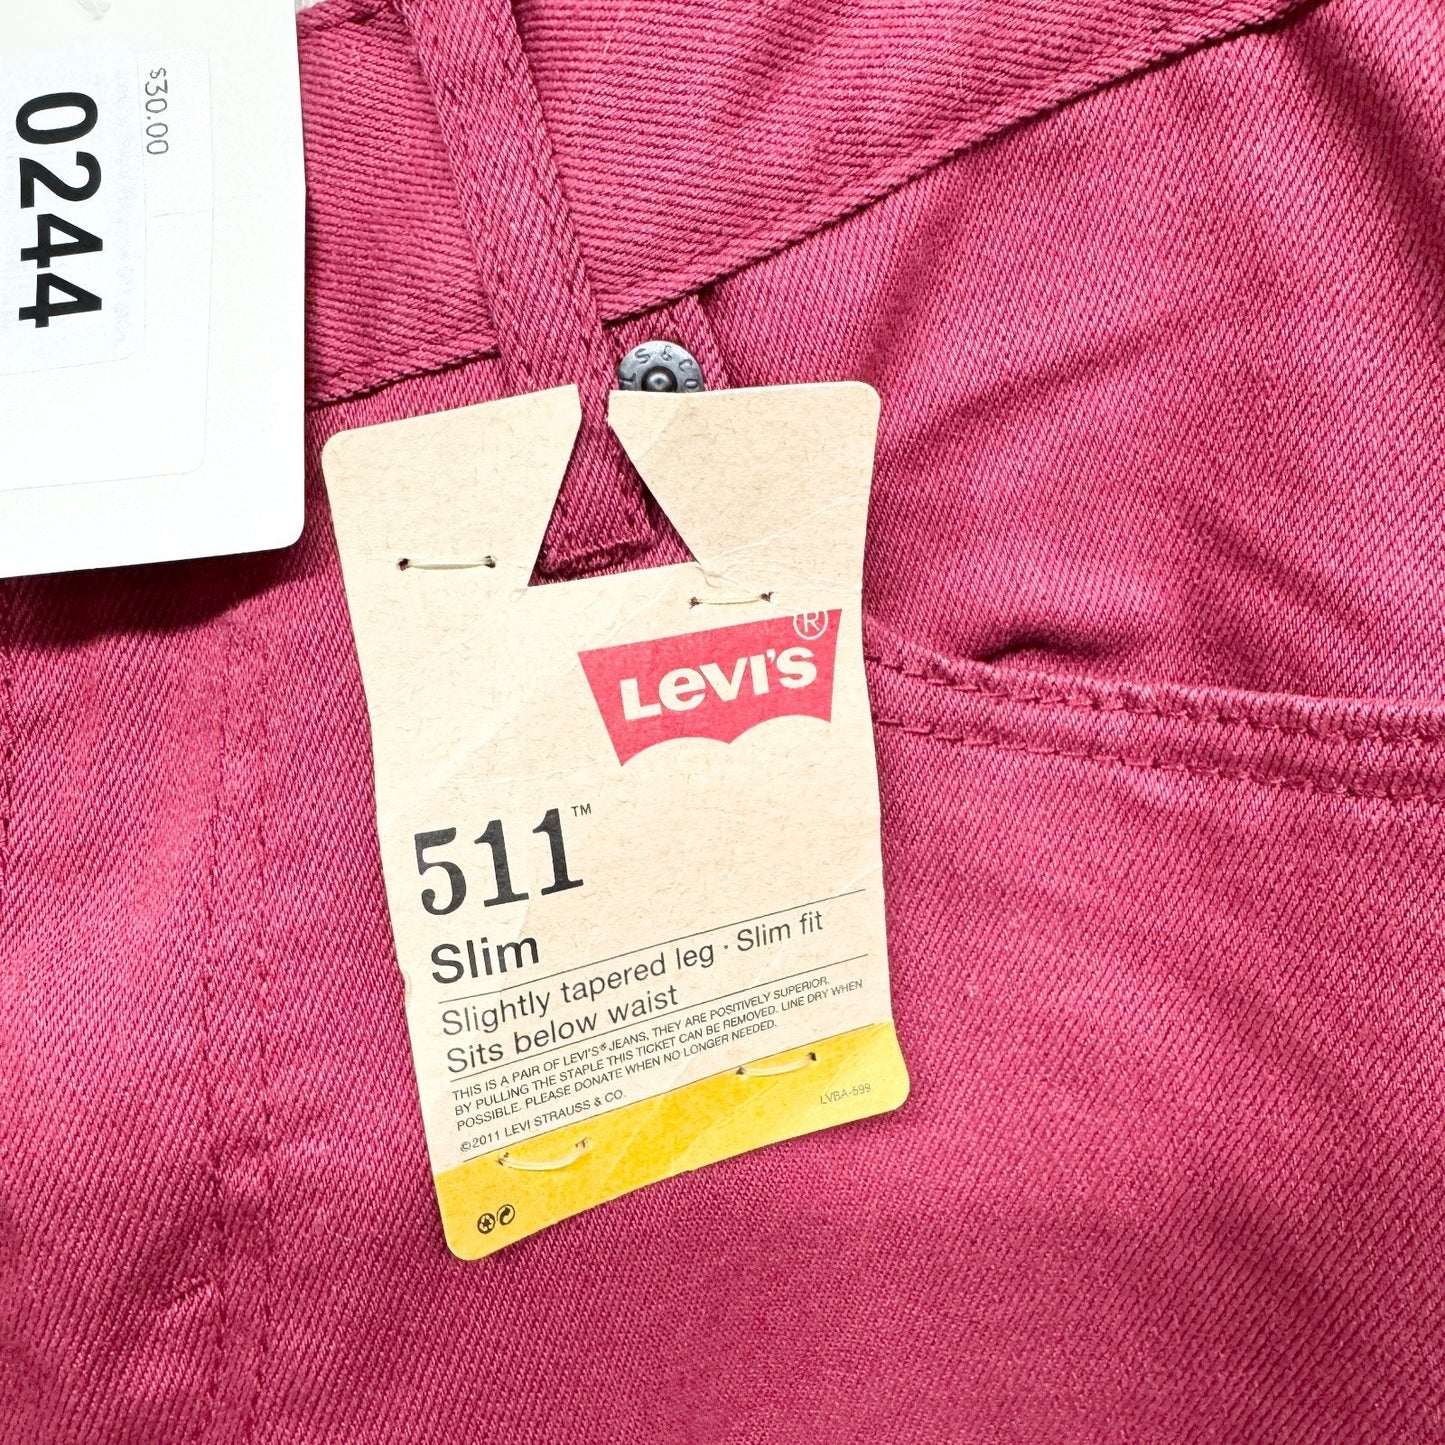 $30.00
0244
S & CO
LEVI'S®
511™
Slim
Slightly tapered leg · Slim fit
Sits below waist
THIS IS A PAIR OF LEVI'S® JEANS, THEY ARE POSITIVELY SUPERIOR.
BY PULLING THE STAPLE THIS TICKET CAN BE REMOVED. LINE DRY WHEN
POSSIBLE. PLEASE DONATE WHEN NO LONGER NEEDED.
©2011 LEVI STRAUSS & CO.
LVBA-599